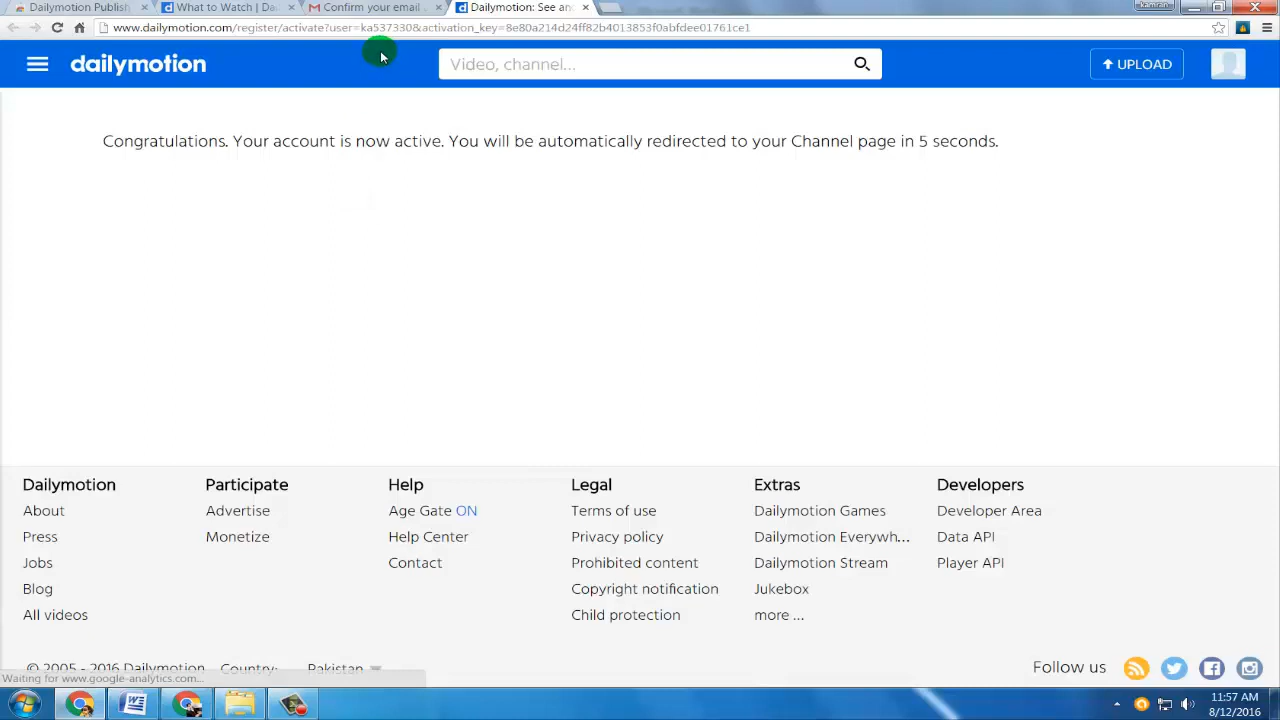 Dailymotion Publish
What to Watch | Da
Confirm your email
Dailymotion: See an
kamran
www.dailymotion.com/register/activate?user=ka537330&activation_key=8e80a214d24ff82b4013853f0abfdee01761ce1
dailymotion
Video, channel...
UPLOAD
Congratulations. Your account is now active. You will be automatically redirected to your Channel page in 5 seconds.
Dailymotion
About
Press
Jobs
Blog
All videos
Participate
Advertise
Monetize
Help
Age Gate ON
Help Center
Contact
Legal
Terms of use
Privacy policy
Prohibited content
Copyright notification
Child protection
Extras
Dailymotion Games
Dailymotion Everywh...
Dailymotion Stream
Jukebox
more ...
Developers
Developer Area
Data API
Player API
© 2005 - 2016 Dailymotion Country: Pakistan
Follow us
Waiting for www.google-analytics.com...
11:57 AM
8/12/2016